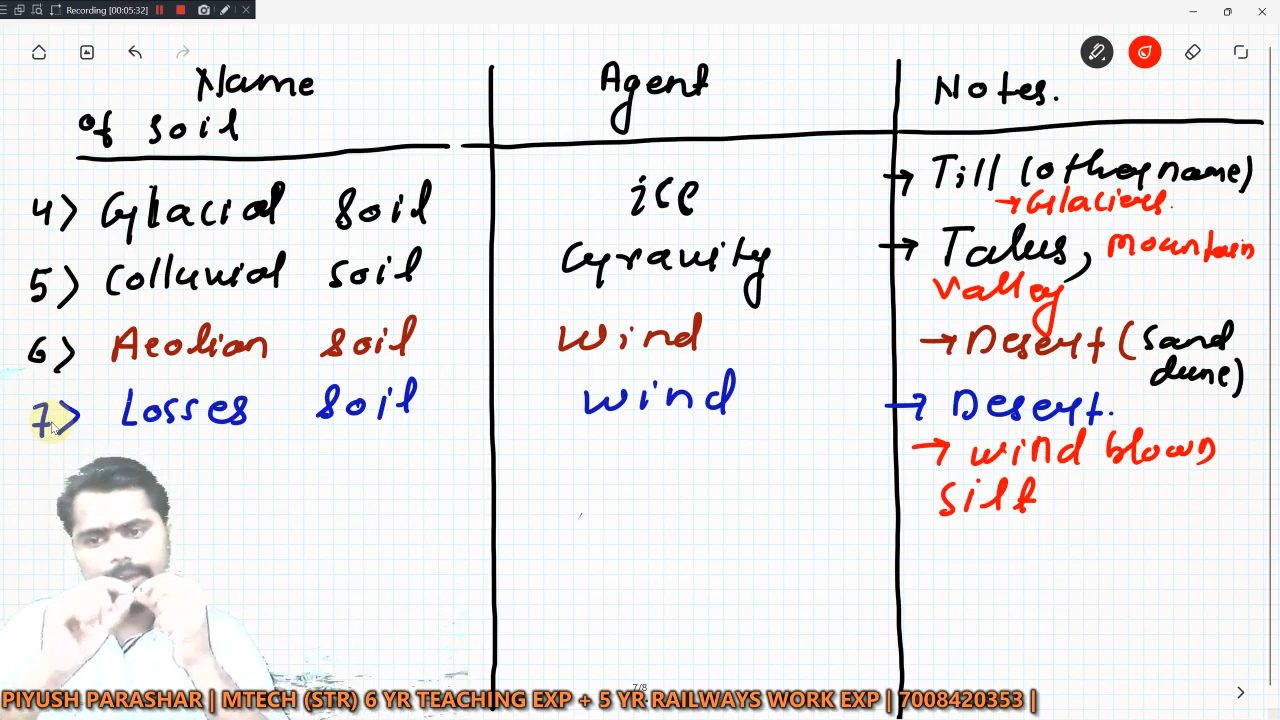 Recording [00:05:32]
Name Agent Notes.
of soil
4) Glacial soil ice → Till (other name)
→ Glaciers.
5) Colluvial soil Gravity → Talus, mountain
valley
6) Aeolian soil wind → Desert (sand
dune)
7) Losses soil wind → Desert.
→ wind blown
silt
7/8
PIYUSH PARASHAR | MTECH (STR) 6 YR TEACHING EXP + 5 YR RAILWAYS WORK EXP | 7008420353 |